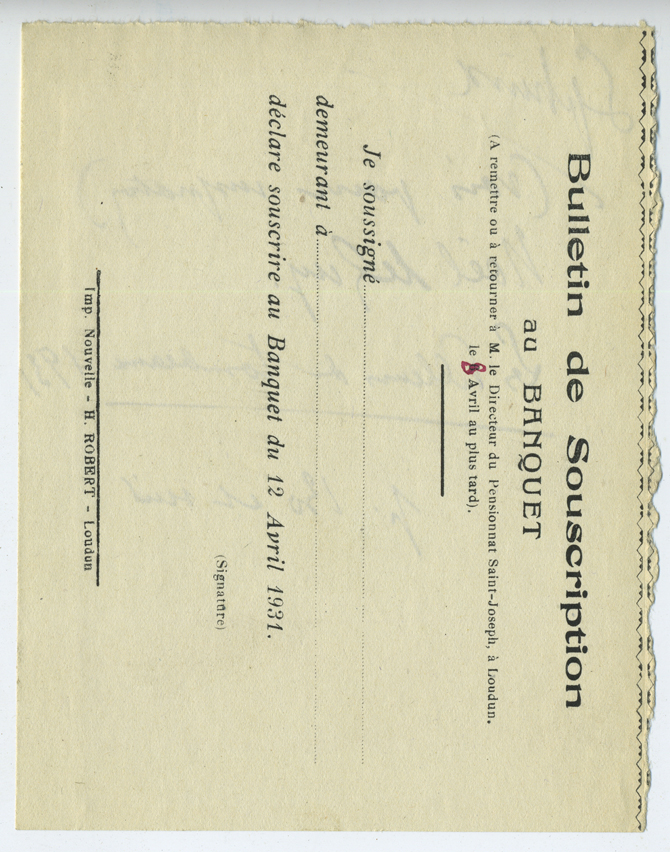 Bulletin de Souscription
au BANQUET
(A remettre ou à retourner à M. le Directeur du Pensionnat Saint-Joseph, à Loudun,
le 8 Avril au plus tard).
Je soussigné
demeurant à
déclare souscrire au Banquet du 12 Avril 1931.
(Signature)
Imp. Nouvelle - H. ROBERT - Loudun